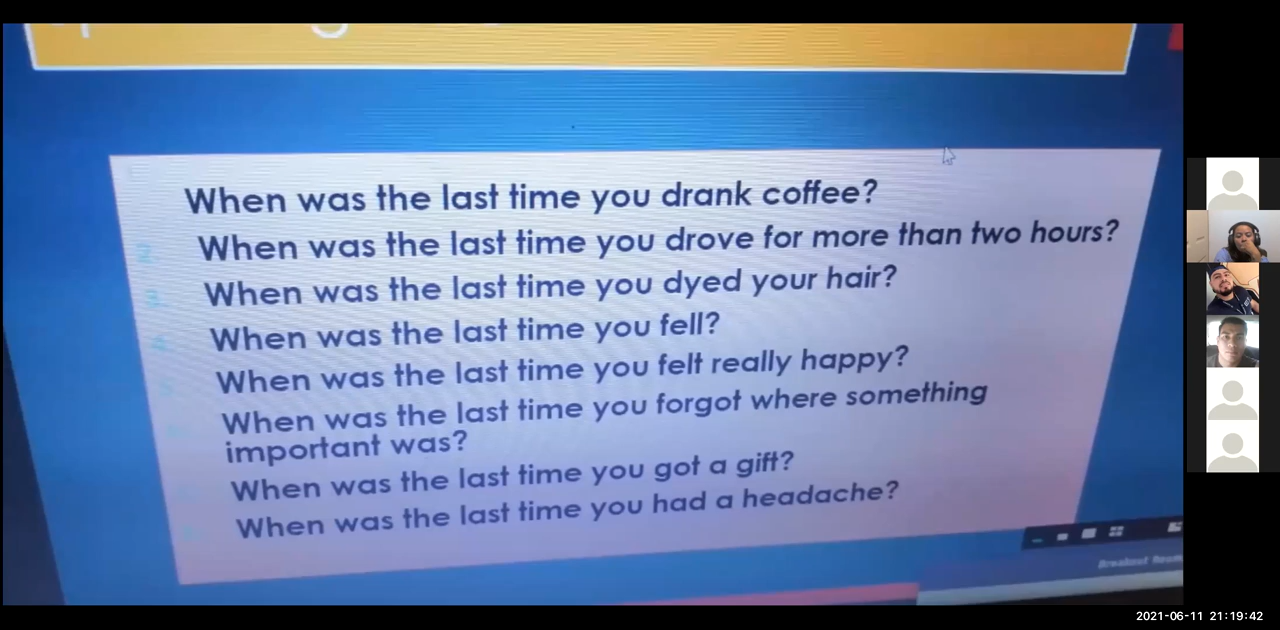 When was the last time you drank coffee?
When was the last time you drove for more than two hours?
When was the last time you dyed your hair?
When was the last time you fell?
When was the last time you felt really happy?
When was the last time you forgot where something
important was?
When was the last time you got a gift?
When was the last time you had a headache?
Breakout Room
2021-06-11 21:19:42